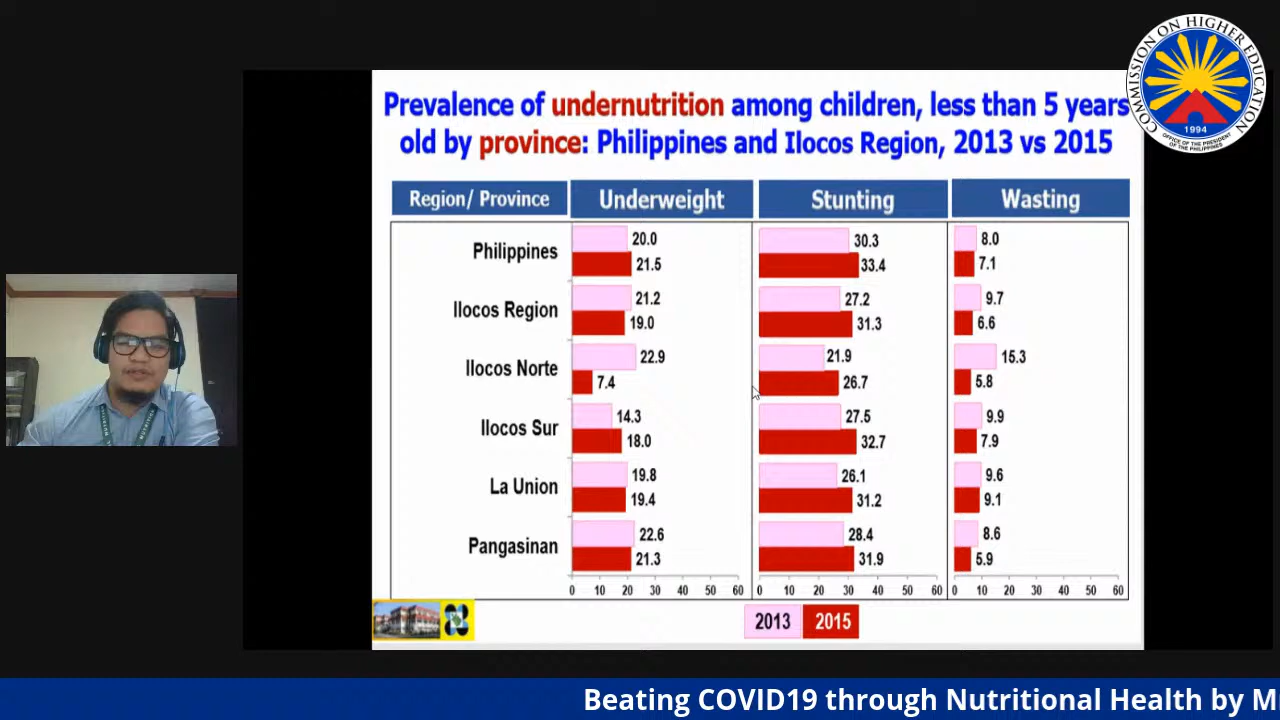 Prevalence of undernutrition among children, less than 5 years
old by province: Philippines and Ilocos Region, 2013 vs 2015
COMMISSION ON HIGHER EDUCATION
1994
OFFICE OF THE PRESIDENT
OF THE PHILIPPINES
Region/ Province Underweight Stunting Wasting
Philippines
20.0 30.3 8.0
21.5 33.4 7.1
Ilocos Region
21.2 27.2 9.7
19.0 31.3 6.6
Ilocos Norte
22.9 21.9 15.3
7.4 26.7 5.8
Ilocos Sur
14.3 27.5 9.9
18.0 32.7 7.9
La Union
19.8 26.1 9.6
19.4 31.2 9.1
Pangasinan
22.6 28.4 8.6
21.3 31.9 5.9
0 10 20 30 40 50 60 0 10 20 30 40 50 60 0 10 20 30 40 50 60
2013 2015
Beating COVID19 through Nutritional Health by M